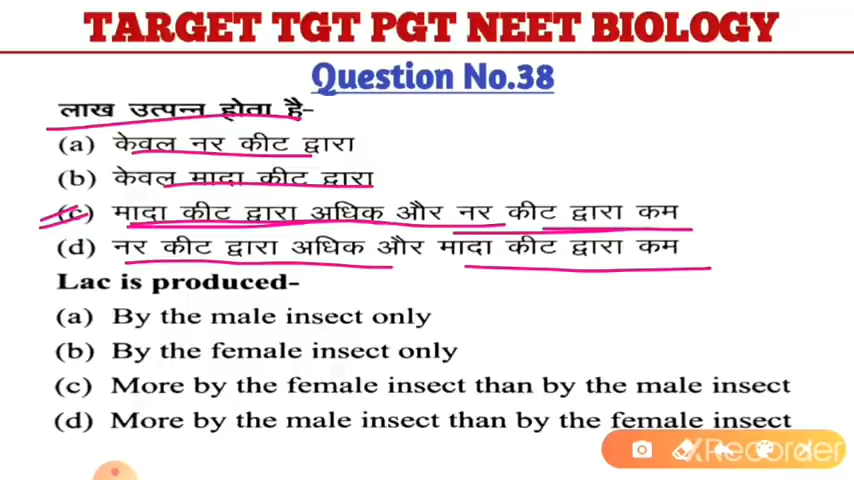 TARGET TGT PGT NEET BIOLOGY
Question No.38
लाख उत्पन्न होता है-
(a) केवल नर कीट द्वारा
(b) केवल मादा कीट द्वारा
(c) मादा कीट द्वारा अधिक और नर कीट द्वारा कम
(d) नर कीट द्वारा अधिक और मादा कीट द्वारा कम
Lac is produced-
(a) By the male insect only
(b) By the female insect only
(c) More by the female insect than by the male insect
(d) More by the male insect than by the female insect
XRecorder